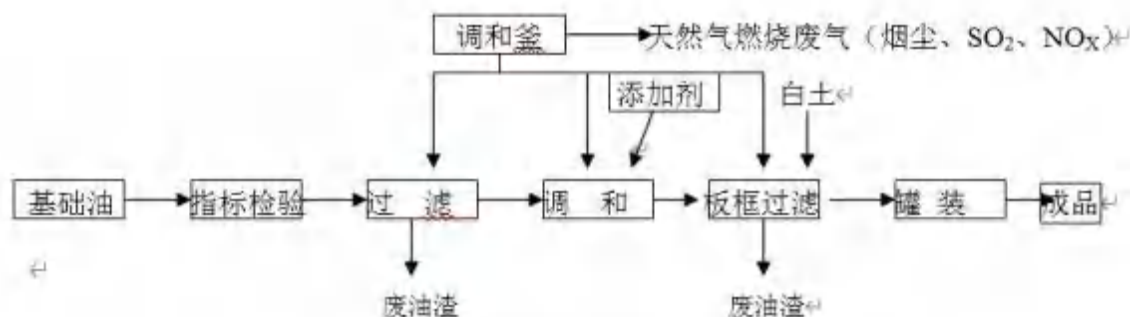 调和釜 天然气燃烧废气（烟尘、SO₂、NOX）
添加剂 白土
基础油 指标检验 过 滤 调 和 板框过滤 罐 装 成品
废油渣 废油渣